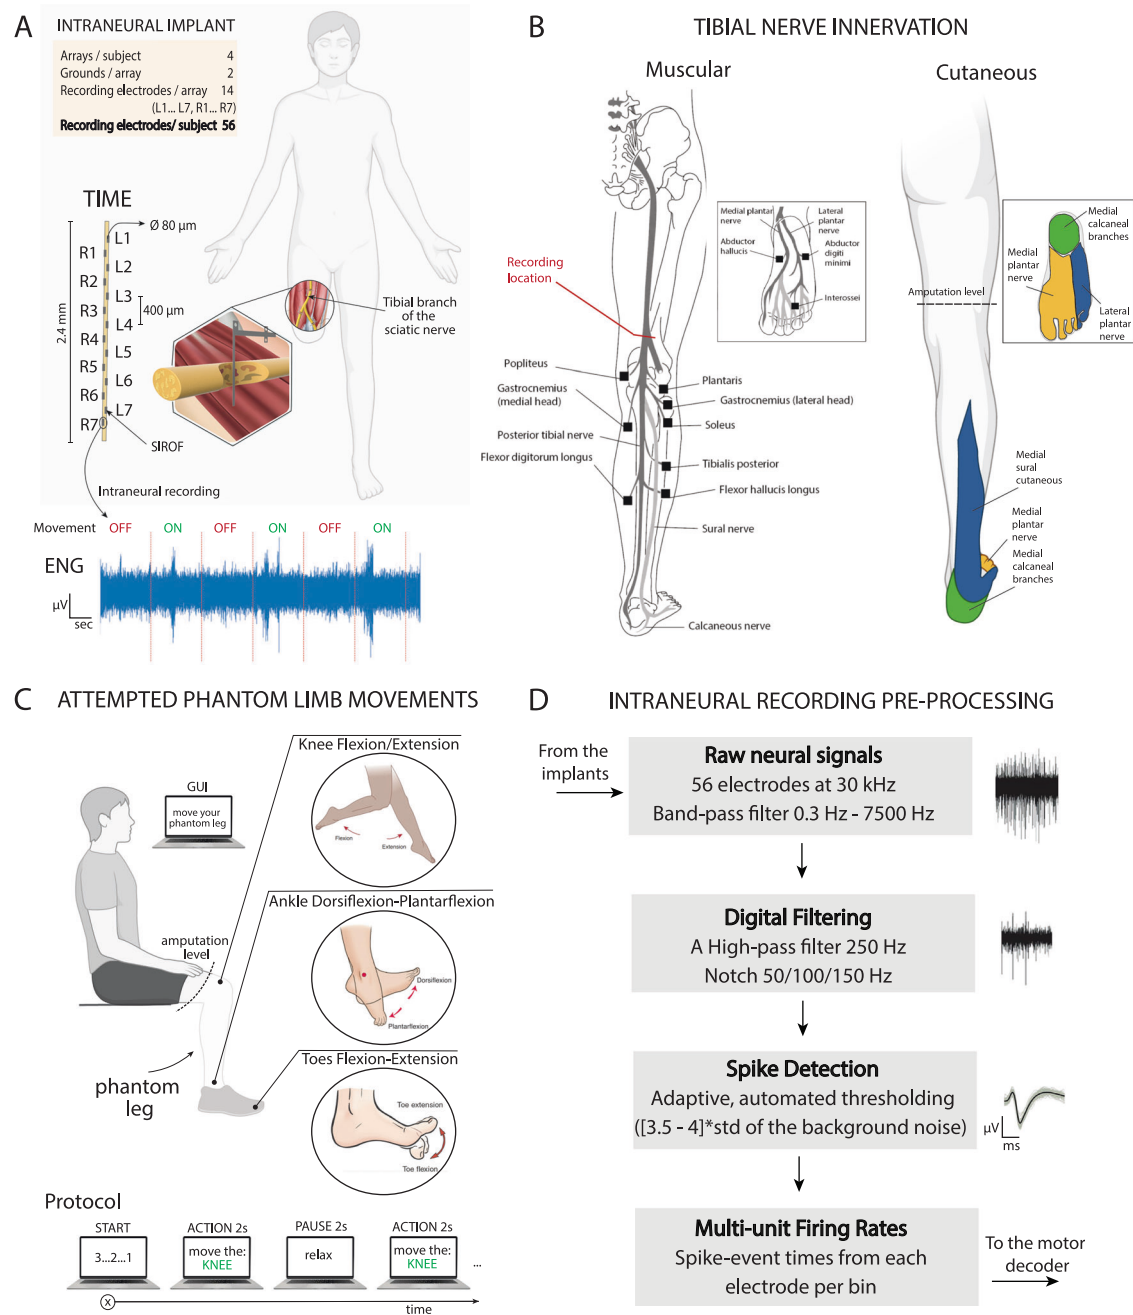 A
INTRANEURAL IMPLANT
Arrays / subject 4
Grounds / array 2
Recording electrodes / array 14
(L1... L7, R1... R7)
Recording electrodes/ subject 56
TIME
Ø 80 µm
L1
R1
L2
R2
L3
R3
400 µm
L4
R4
L5
R5
L6
R6
L7
R7
2.4 mm
SIROF
Tibial branch
of the
sciatic nerve
Intraneural recording
Movement OFF ON OFF ON OFF ON
ENG
µV
sec
B
TIBIAL NERVE INNERVATION
Muscular
Cutaneous
Medial plantar
nerve
Lateral
plantar
nerve
Abductor
hallucis
Abductor
digiti
minimi
Interossei
Recording
location
Popliteus
Gastrocnemius
(medial head)
Posterior tibial nerve
Flexor digitorum longus
Plantaris
Gastrocnemius (lateral head)
Soleus
Tibialis posterior
Flexor hallucis longus
Sural nerve
Calcaneous nerve
Amputation level
Medial
calcaneal
branches
Medial
plantar
nerve
Lateral
plantar
nerve
Medial
sural
cutaneous
Medial
plantar
nerve
Medial
calcaneal
branches
C
ATTEMPTED PHANTOM LIMB MOVEMENTS
GUI
move your
phantom leg
Knee Flexion/Extension
Flexion
Extension
Ankle Dorsiflexion-Plantarflexion
amputation
level
Dorsiflexion
Plantarflexion
Toes Flexion-Extension
Toe extension
Toe flexion
phantom
leg
Protocol
START
3...2...1
ACTION 2s
move the:
KNEE
PAUSE 2s
relax
ACTION 2s
move the:
KNEE
...
x
time
D
INTRANEURAL RECORDING PRE-PROCESSING
From the
implants
Raw neural signals
56 electrodes at 30 kHz
Band-pass filter 0.3 Hz - 7500 Hz
Digital Filtering
A High-pass filter 250 Hz
Notch 50/100/150 Hz
Spike Detection
Adaptive, automated thresholding
([3.5 - 4]*std of the background noise)
µV
ms
Multi-unit Firing Rates
Spike-event times from each
electrode per bin
To the motor
decoder